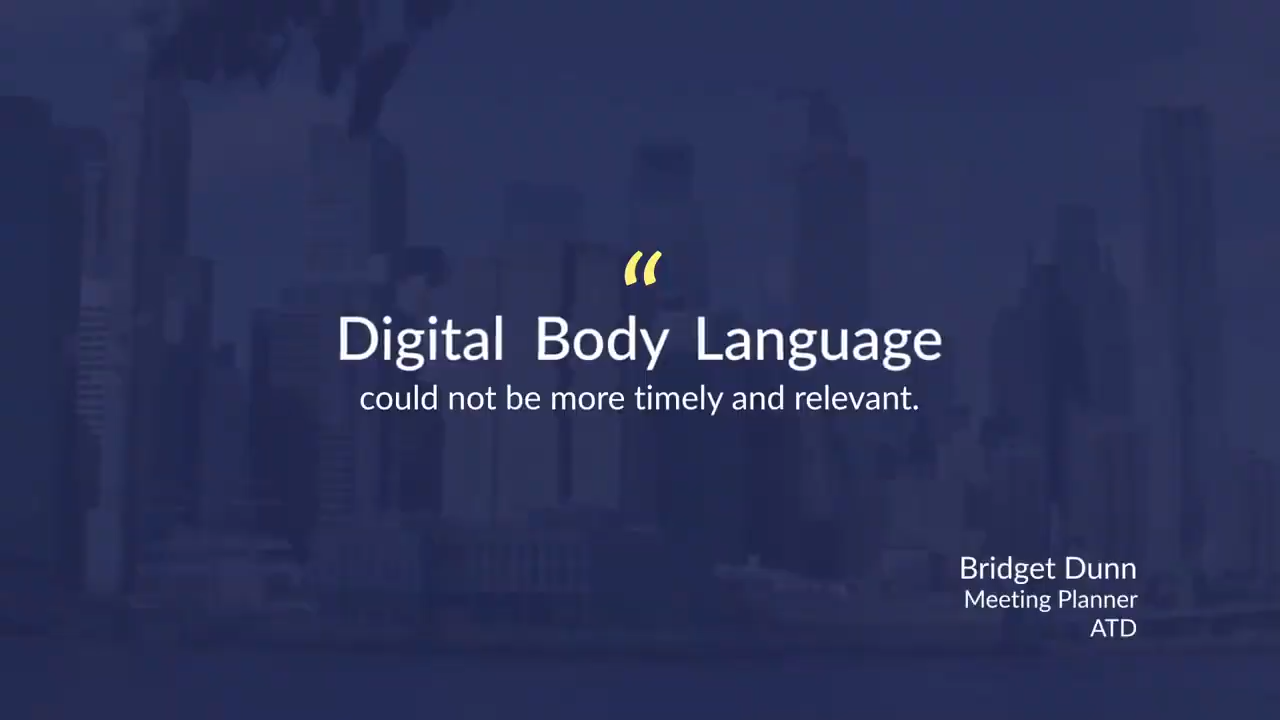 “
Digital Body Language
could not be more timely and relevant.
Bridget Dunn
Meeting Planner
ATD